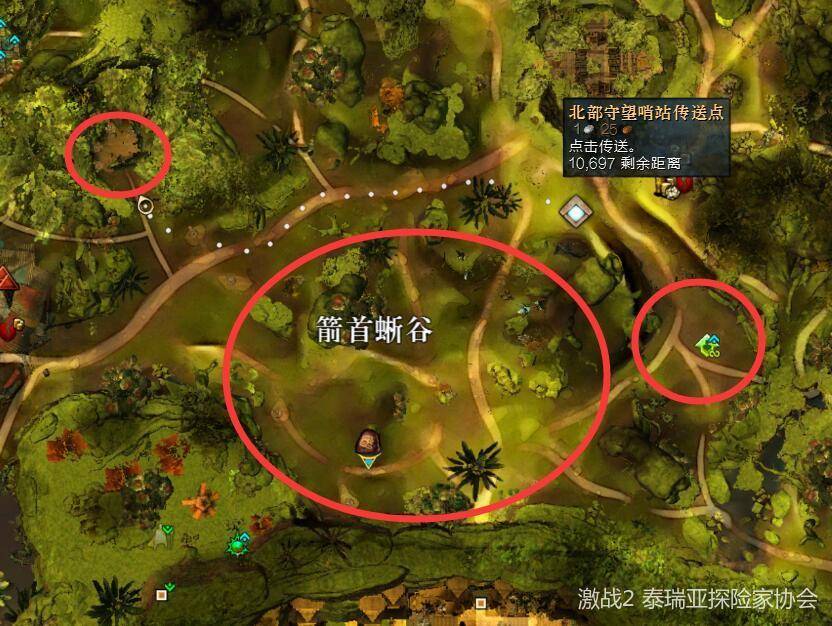 北部守望哨站传送点
1 25
点击传送。
10,697 剩余距离
箭首蜥谷
激战2 泰瑞亚探险家协会